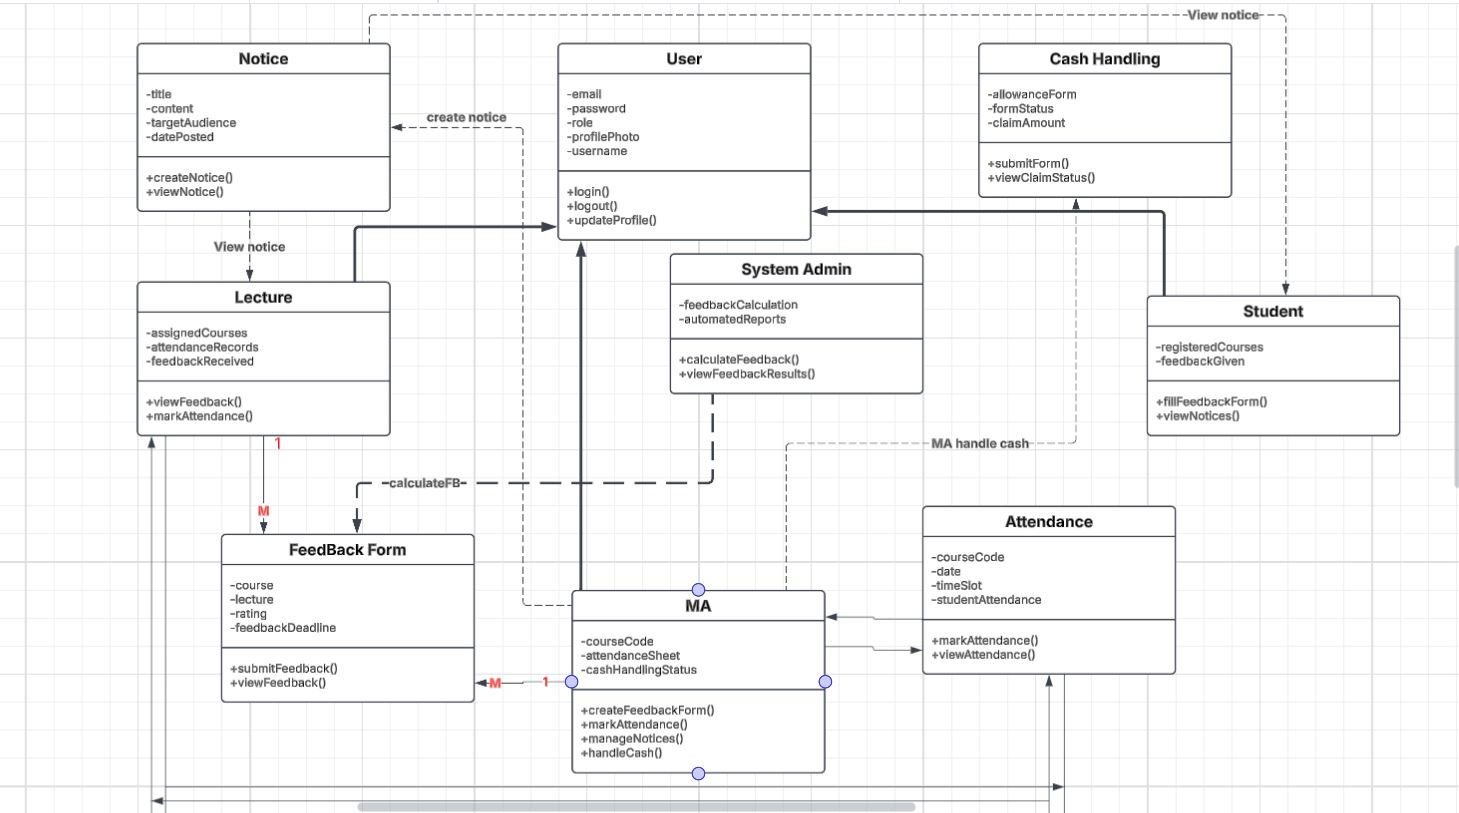 View notice
Notice
-title
-content
-targetAudience
-datePosted
+createNotice()
+viewNotice()
create notice
User
-email
-password
-role
-profilePhoto
-username
+login()
+logout()
+updateProfile()
Cash Handling
-allowanceForm
-formStatus
-claimAmount
+submitForm()
+viewClaimStatus()
View notice
Lecture
-assignedCourses
-attendanceRecords
-feedbackReceived
+viewFeedback()
+markAttendance()
System Admin
-feedbackCalculation
-automatedReports
+calculateFeedback()
+viewFeedbackResults()
Student
-registeredCourses
-feedbackGiven
+fillFeedbackForm()
+viewNotices()
1
M
calculateFB
MA handle cash
FeedBack Form
-course
-lecture
-rating
-feedbackDeadline
+submitFeedback()
+viewFeedback()
M
1
MA
-courseCode
-attendanceSheet
-cashHandlingStatus
+createFeedbackForm()
+markAttendance()
+manageNotices()
+handleCash()
Attendance
-courseCode
-date
-timeSlot
-studentAttendance
+markAttendance()
+viewAttendance()